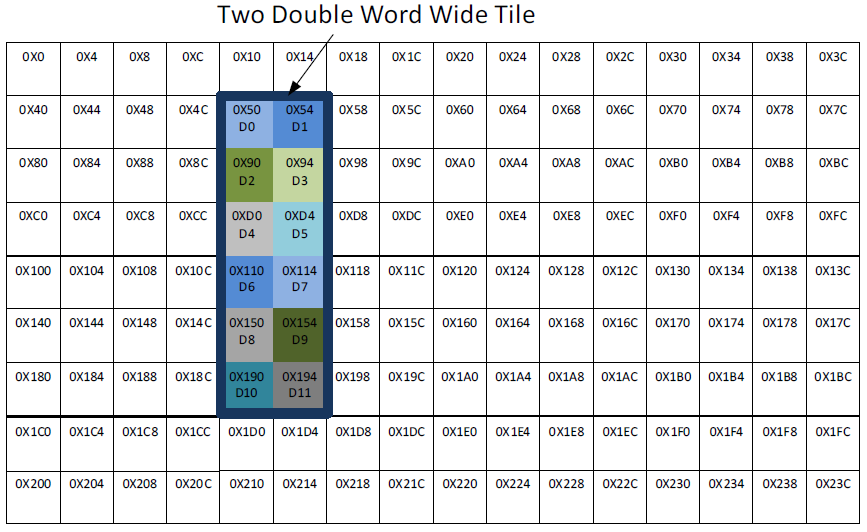 Two Double Word Wide Tile
0X0 0X4 0X8 0XC 0X10 0X14 0X18 0X1C 0X20 0X24 0X28 0X2C 0X30 0X34 0X38 0X3C
0X40 0X44 0X48 0X4C 0X50 0X54 0X58 0X5C 0X60 0X64 0X68 0X6C 0X70 0X74 0X78 0X7C
D0 D1
0X80 0X84 0X88 0X8C 0X90 0X94 0X98 0X9C 0XA0 0XA4 0XA8 0XAC 0XB0 0XB4 0XB8 0XBC
D2 D3
0XC0 0XC4 0XC8 0XCC 0XD0 0XD4 0XD8 0XDC 0XE0 0XE4 0XE8 0XEC 0XF0 0XF4 0XF8 0XFC
D4 D5
0X100 0X104 0X108 0X10C 0X110 0X114 0X118 0X11C 0X120 0X124 0X128 0X12C 0X130 0X134 0X138 0X13C
D6 D7
0X140 0X144 0X148 0X14C 0X150 0X154 0X158 0X15C 0X160 0X164 0X168 0X16C 0X170 0X174 0X178 0X17C
D8 D9
0X180 0X184 0X188 0X18C 0X190 0X194 0X198 0X19C 0X1A0 0X1A4 0X1A8 0X1AC 0X1B0 0X1B4 0X1B8 0X1BC
D10 D11
0X1C0 0X1C4 0X1C8 0X1CC 0X1D0 0X1D4 0X1D8 0X1DC 0X1E0 0X1E4 0X1E8 0X1EC 0X1F0 0X1F4 0X1F8 0X1FC
0X200 0X204 0X208 0X20C 0X210 0X214 0X218 0X21C 0X220 0X224 0X228 0X22C 0X230 0X234 0X238 0X23C